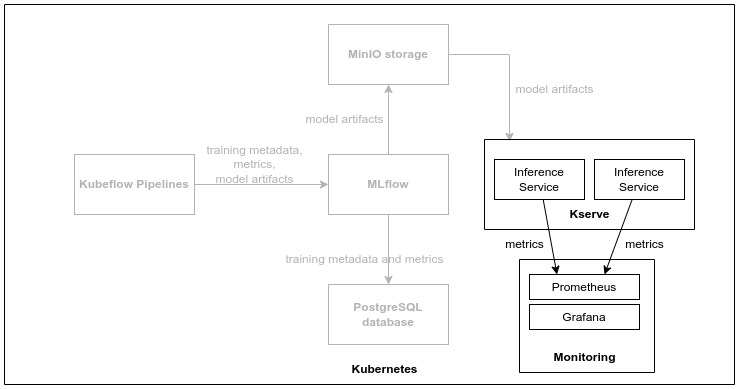 MinIO storage
model artifacts
model artifacts
training metadata,
metrics,
model artifacts
Kubeflow Pipelines
MLflow
Inference
Service
Inference
Service
Kserve
metrics
metrics
training metadata and metrics
Prometheus
Grafana
Monitoring
PostgreSQL
database
Kubernetes